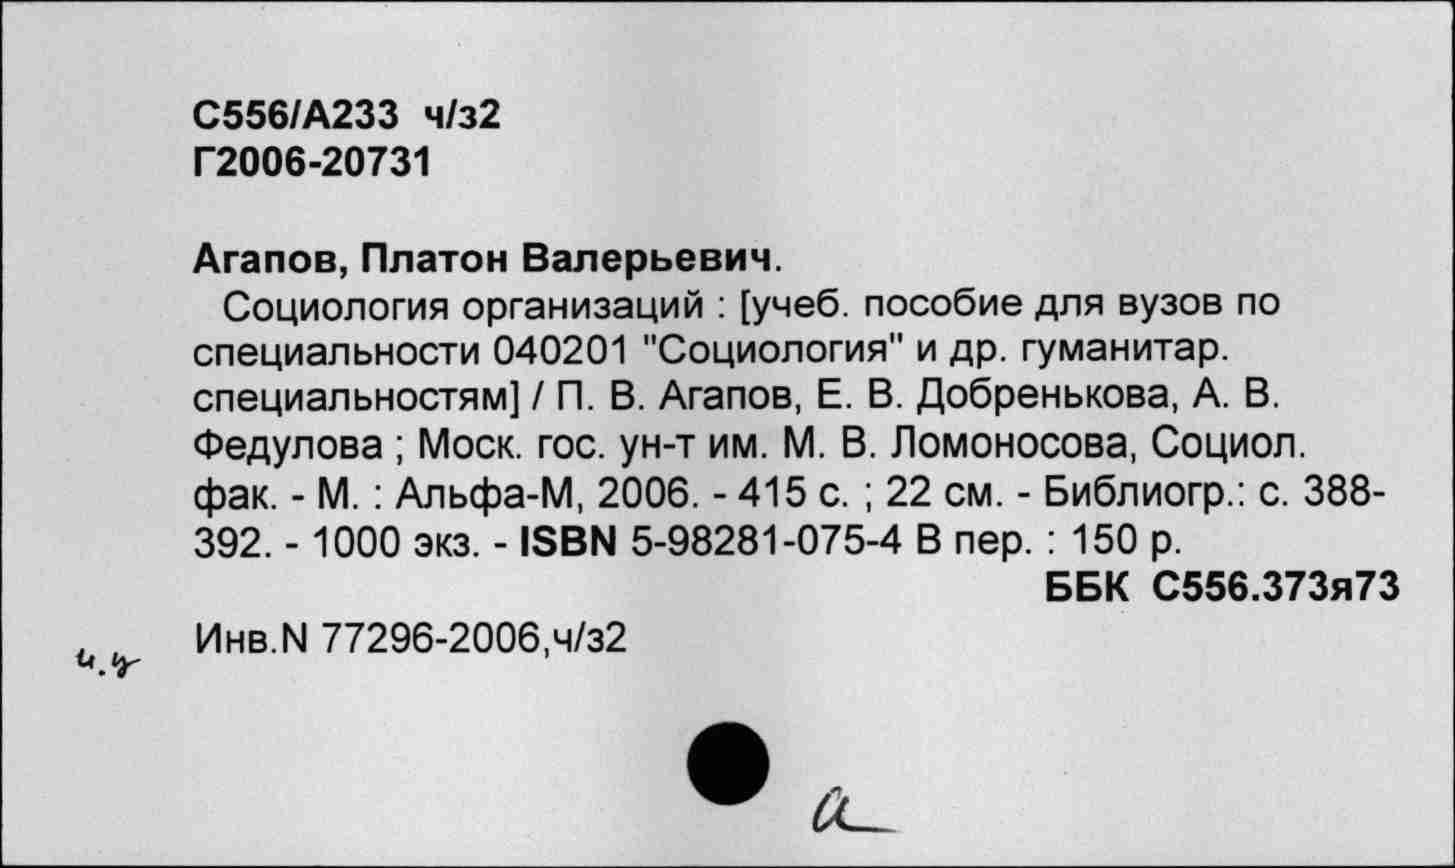 С556/А233 ч/з2
Г2006-20731
Агапов, Платон Валерьевич.
Социология организаций : [учеб. пособие для вузов по
специальности 040201 "Социология" и др. гуманитар.
специальностям] / П. В. Агапов, Е. В. Добренькова, А. В.
Федулова ; Моск. гос. ун-т им. М. В. Ломоносова, Социол.
фак. - М. : Альфа-М, 2006. - 415 с. ; 22 см. - Библиогр.: с. 388-
392. - 1000 экз. - ISBN 5-98281-075-4 В пер. : 150 р.
ББК С556.373я73
Инв.N 77296-2006,ч/з2
а